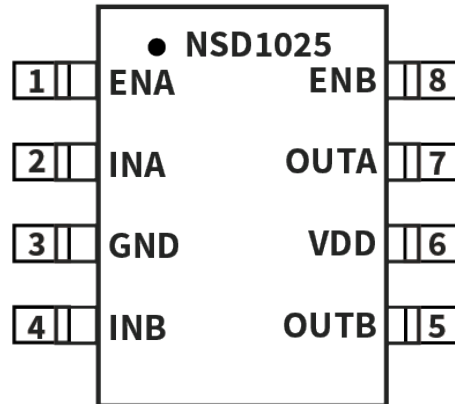 NSD1025
1 ENA ENB 8
2 INA OUTA 7
3 GND VDD 6
4 INB OUTB 5